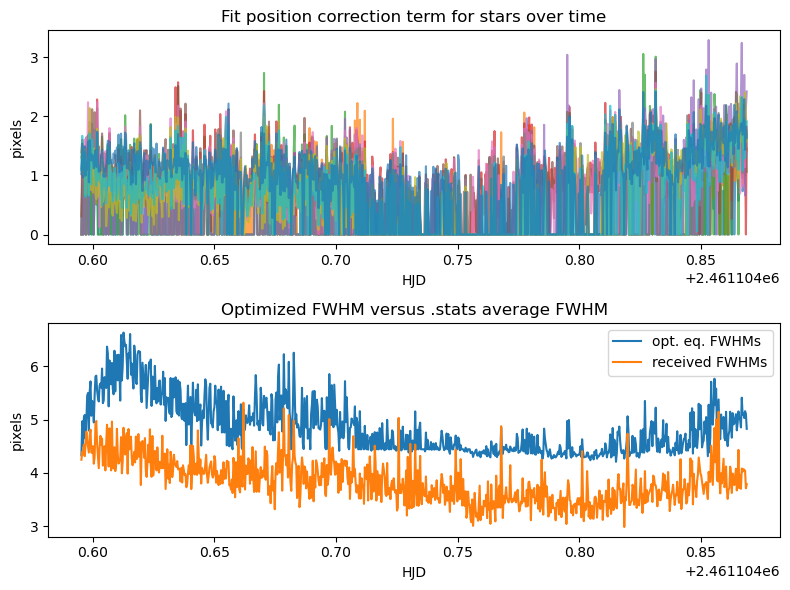 Fit position correction term for stars over time
3
2
1
0
pixels
0.60 0.65 0.70 0.75 0.80 0.85
HJD
+2.461104e6
Optimized FWHM versus .stats average FWHM
opt. eq. FWHMs
received FWHMs
6
5
4
3
pixels
0.60 0.65 0.70 0.75 0.80 0.85
HJD
+2.461104e6